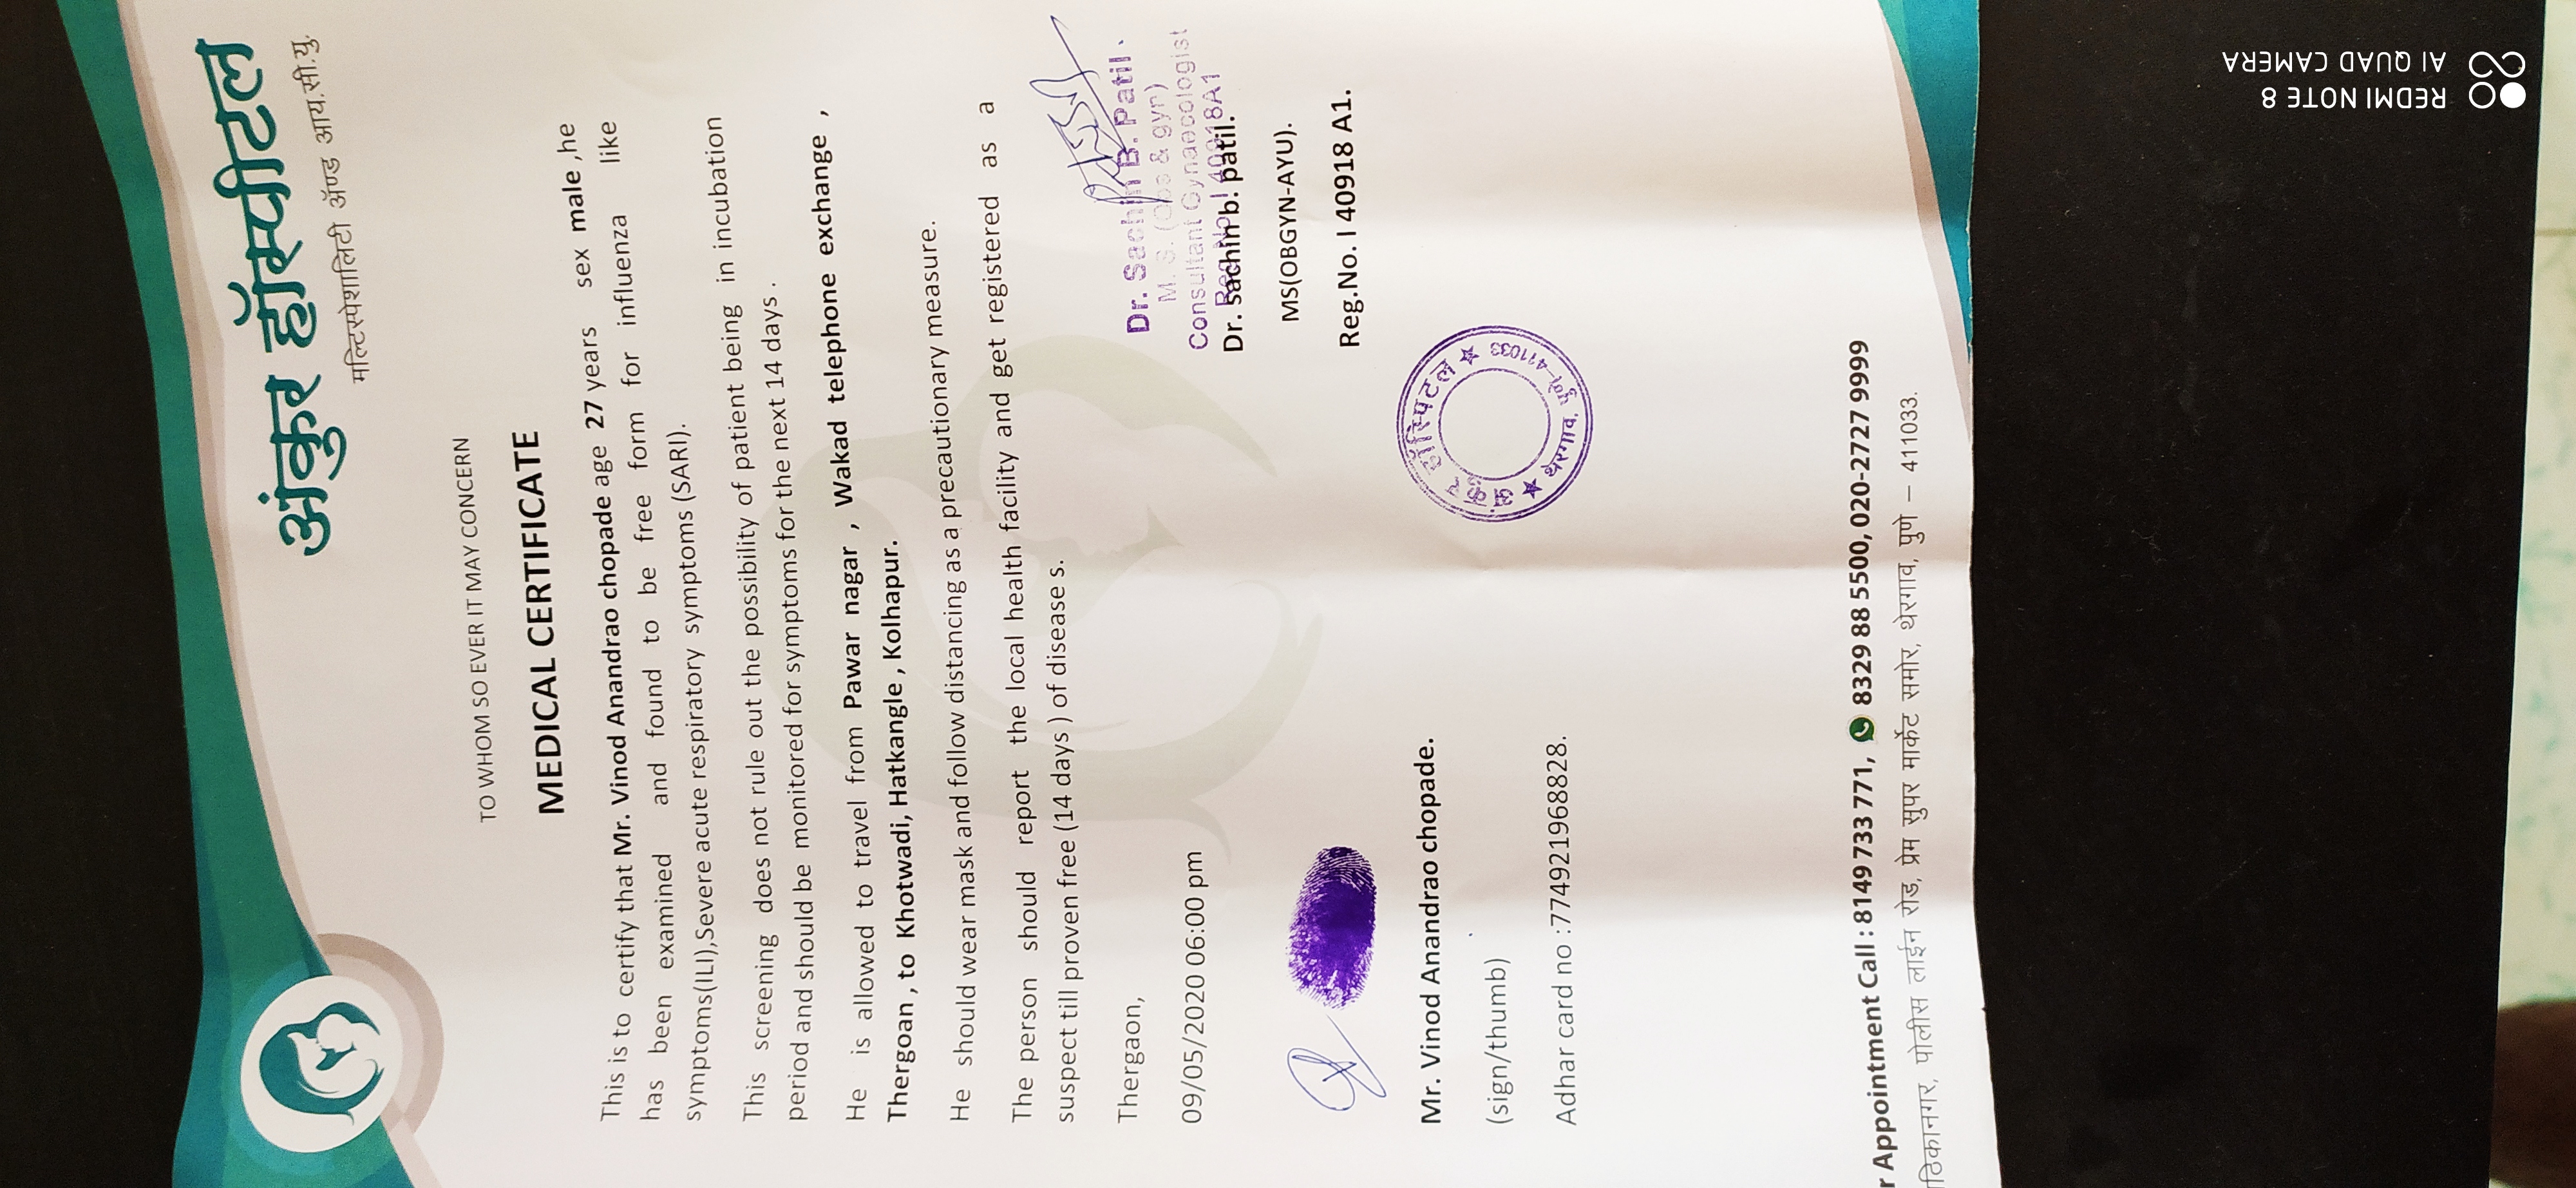 अंकुर हॉस्पीटल
मल्टिस्पेशालिटी ॲण्ड आय.सी.यु.
TO WHOM SO EVER IT MAY CONCERN
MEDICAL CERTIFICATE
This is to certify that Mr. Vinod Anandrao chopade age 27 years sex male ,he
has been examined and found to be free form for influenza like
symptoms(ILI),Severe acute respiratory symptoms (SARI).
This screening does not rule out the possibility of patient being in incubation
period and should be monitored for symptoms for the next 14 days .
He is allowed to travel from Pawar nagar , Wakad telephone exchange ,
Thergoan , to Khotwadi, Hatkangle , Kolhapur.
He should wear mask and follow distancing as a precautionary measure.
The person should report the local health facility and get registered as a
suspect till proven free (14 days ) of disease s.
Thergaon,
09/05/2020 06:00 pm
Dr. Sachin B. Patil.
M. S. (Obs & gyn)
Consultant Gynaecologist
Reg.No. I 40918A1
Dr. sachin b. patil.
MS(OBGYN-AYU).
Reg.No. I 40918 A1.
Mr. Vinod Anandrao chopade.
(sign/thumb)
Adhar card no :774921968828.
अंकुर हॉस्पिटल
थेरगाव, पुणे-411033
r Appointment Call : 8149 733 771, 8329 88 5500, 020-2727 9999
पोलीस लाईन रोड, प्रेम सुपर मार्केट समोर, थेरगाव, पुणे – 411033.
REDMI NOTE 8
AI QUAD CAMERA